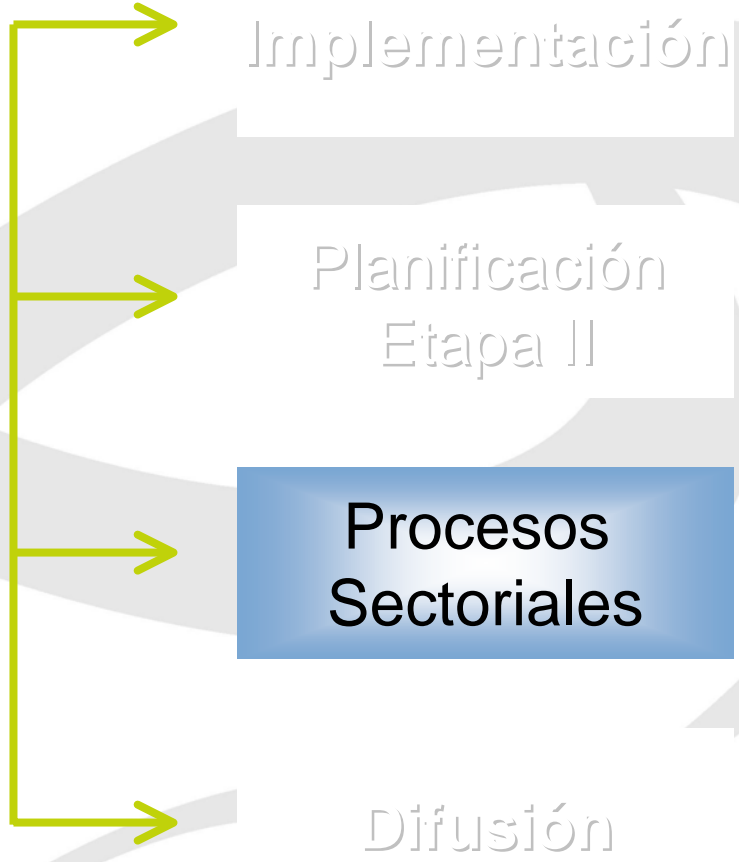 Implementación
Planificación
Etapa II
Procesos
Sectoriales
Difusión